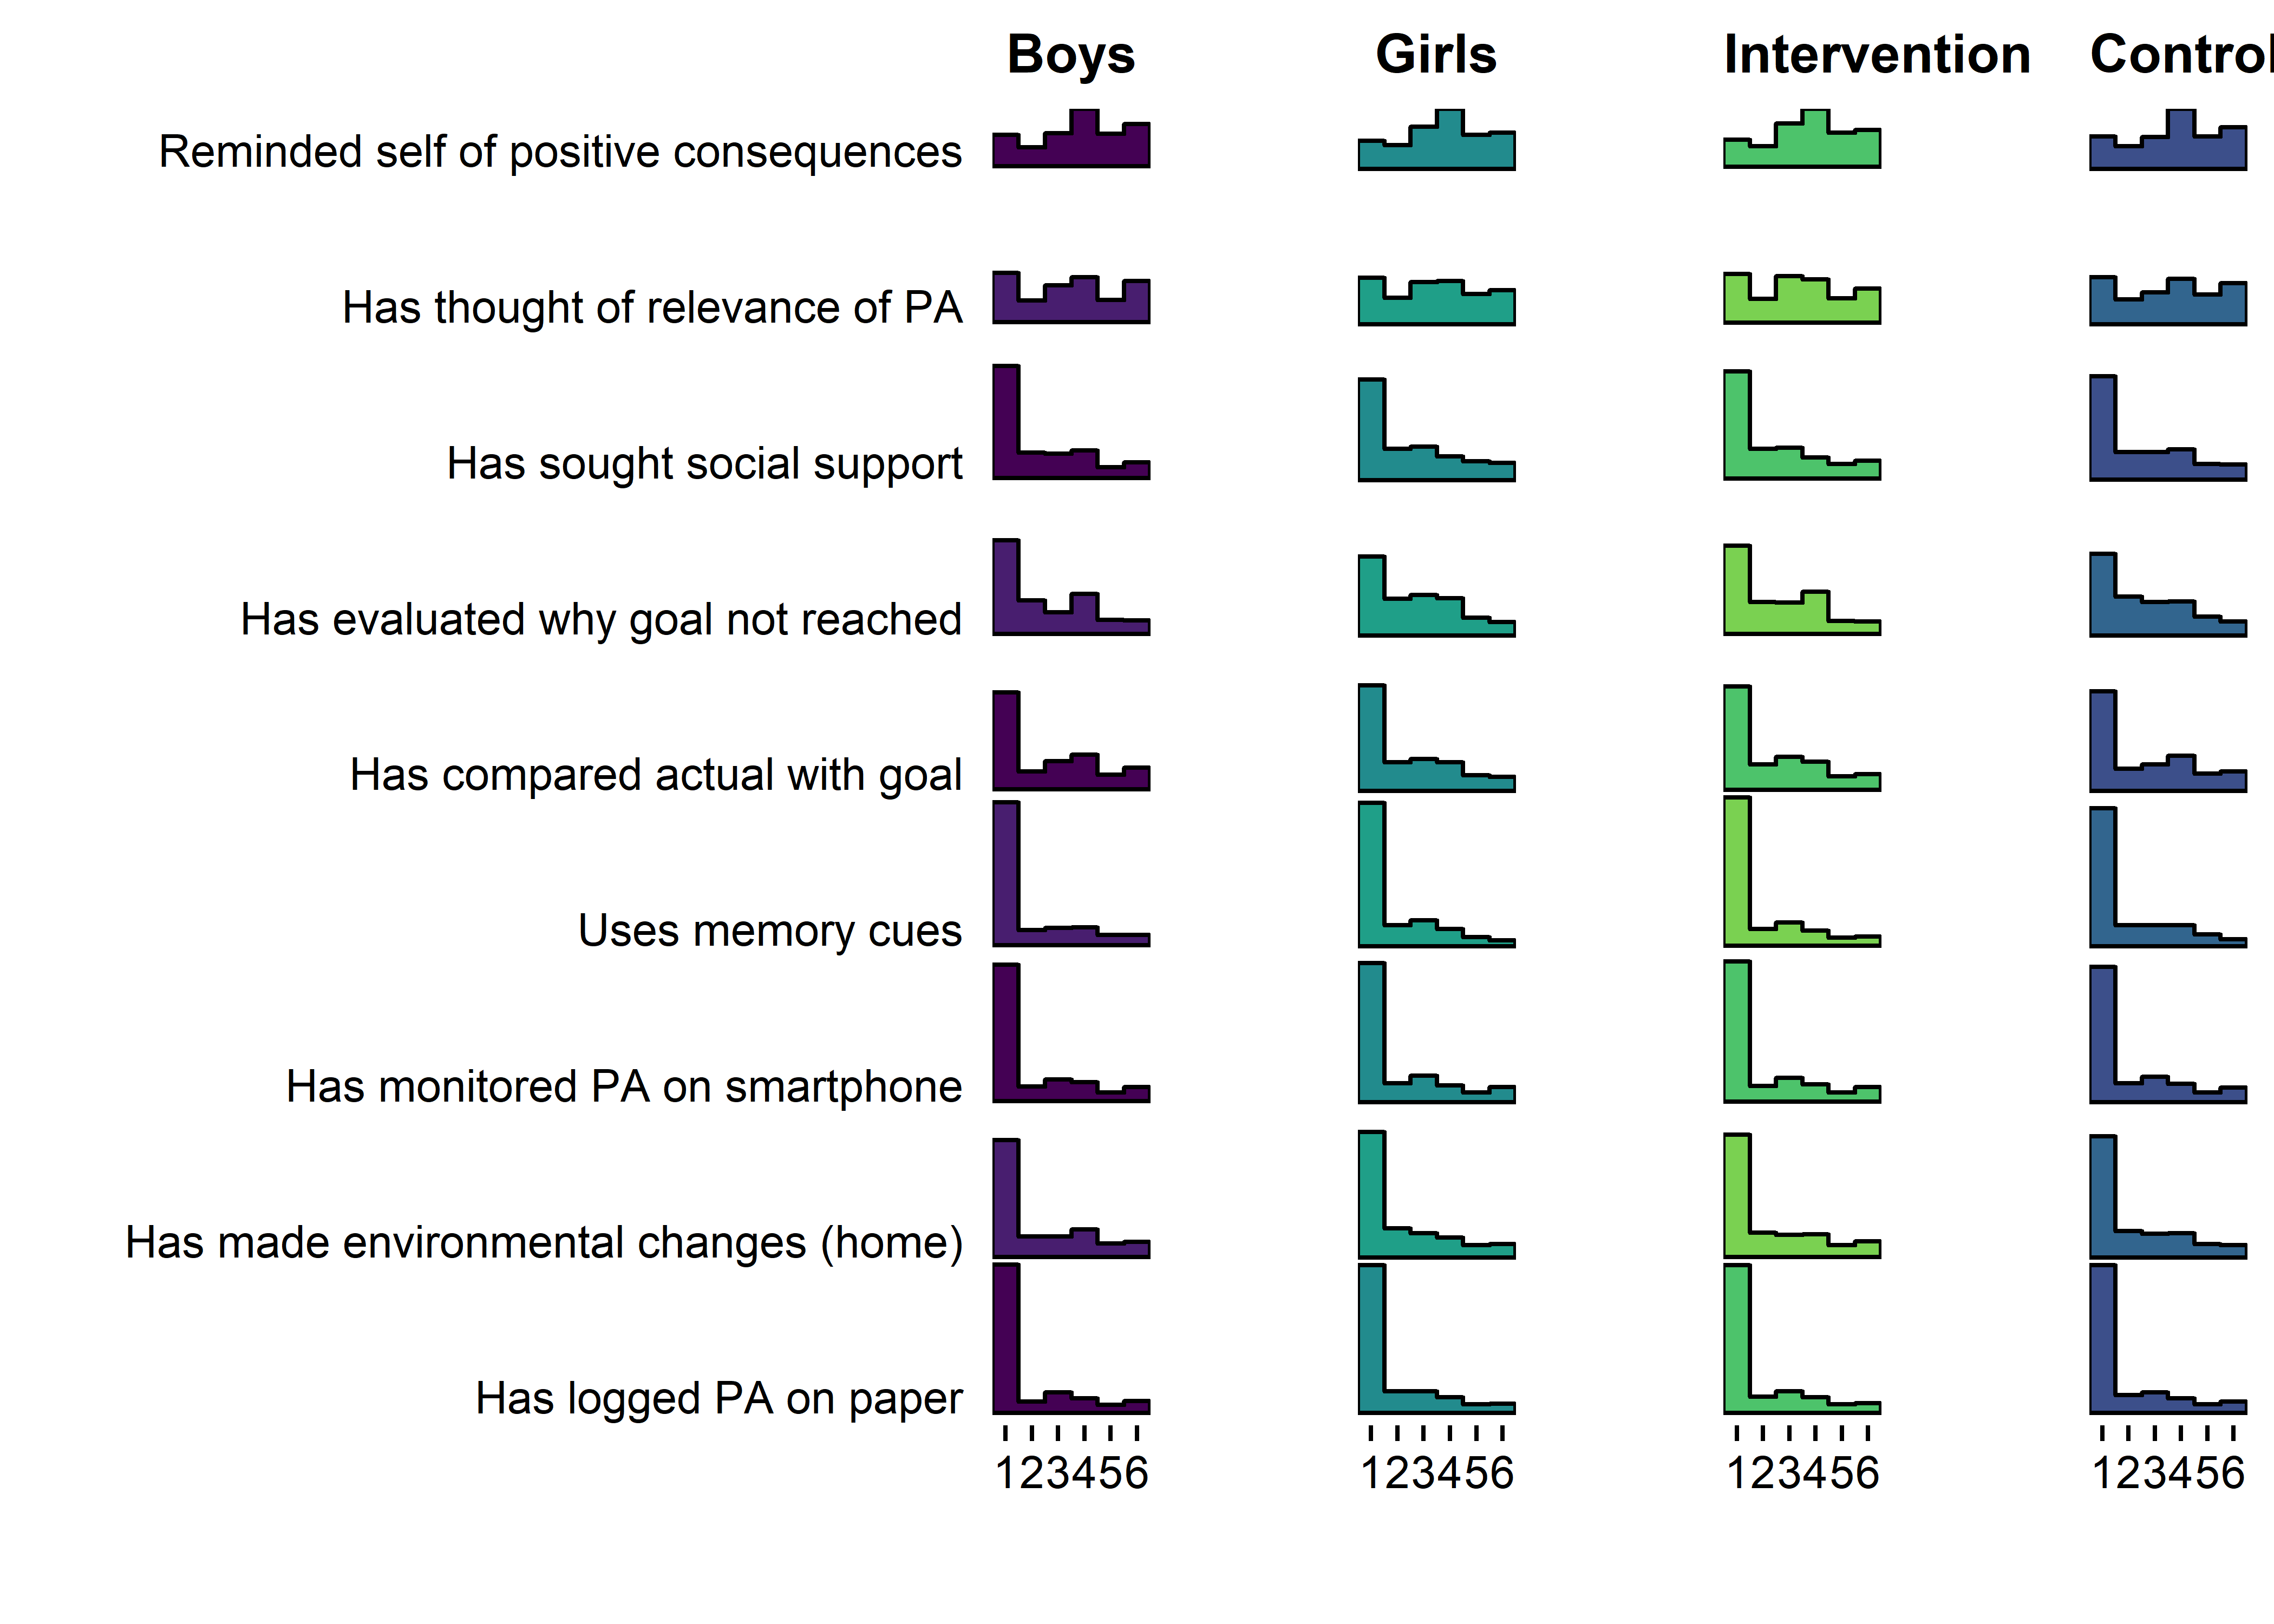 Boys Girls Intervention Control
Reminded self of positive consequences
Has thought of relevance of PA
Has sought social support
Has evaluated why goal not reached
Has compared actual with goal
Uses memory cues
Has monitored PA on smartphone
Has made environmental changes (home)
Has logged PA on paper
123456 123456 123456 123456